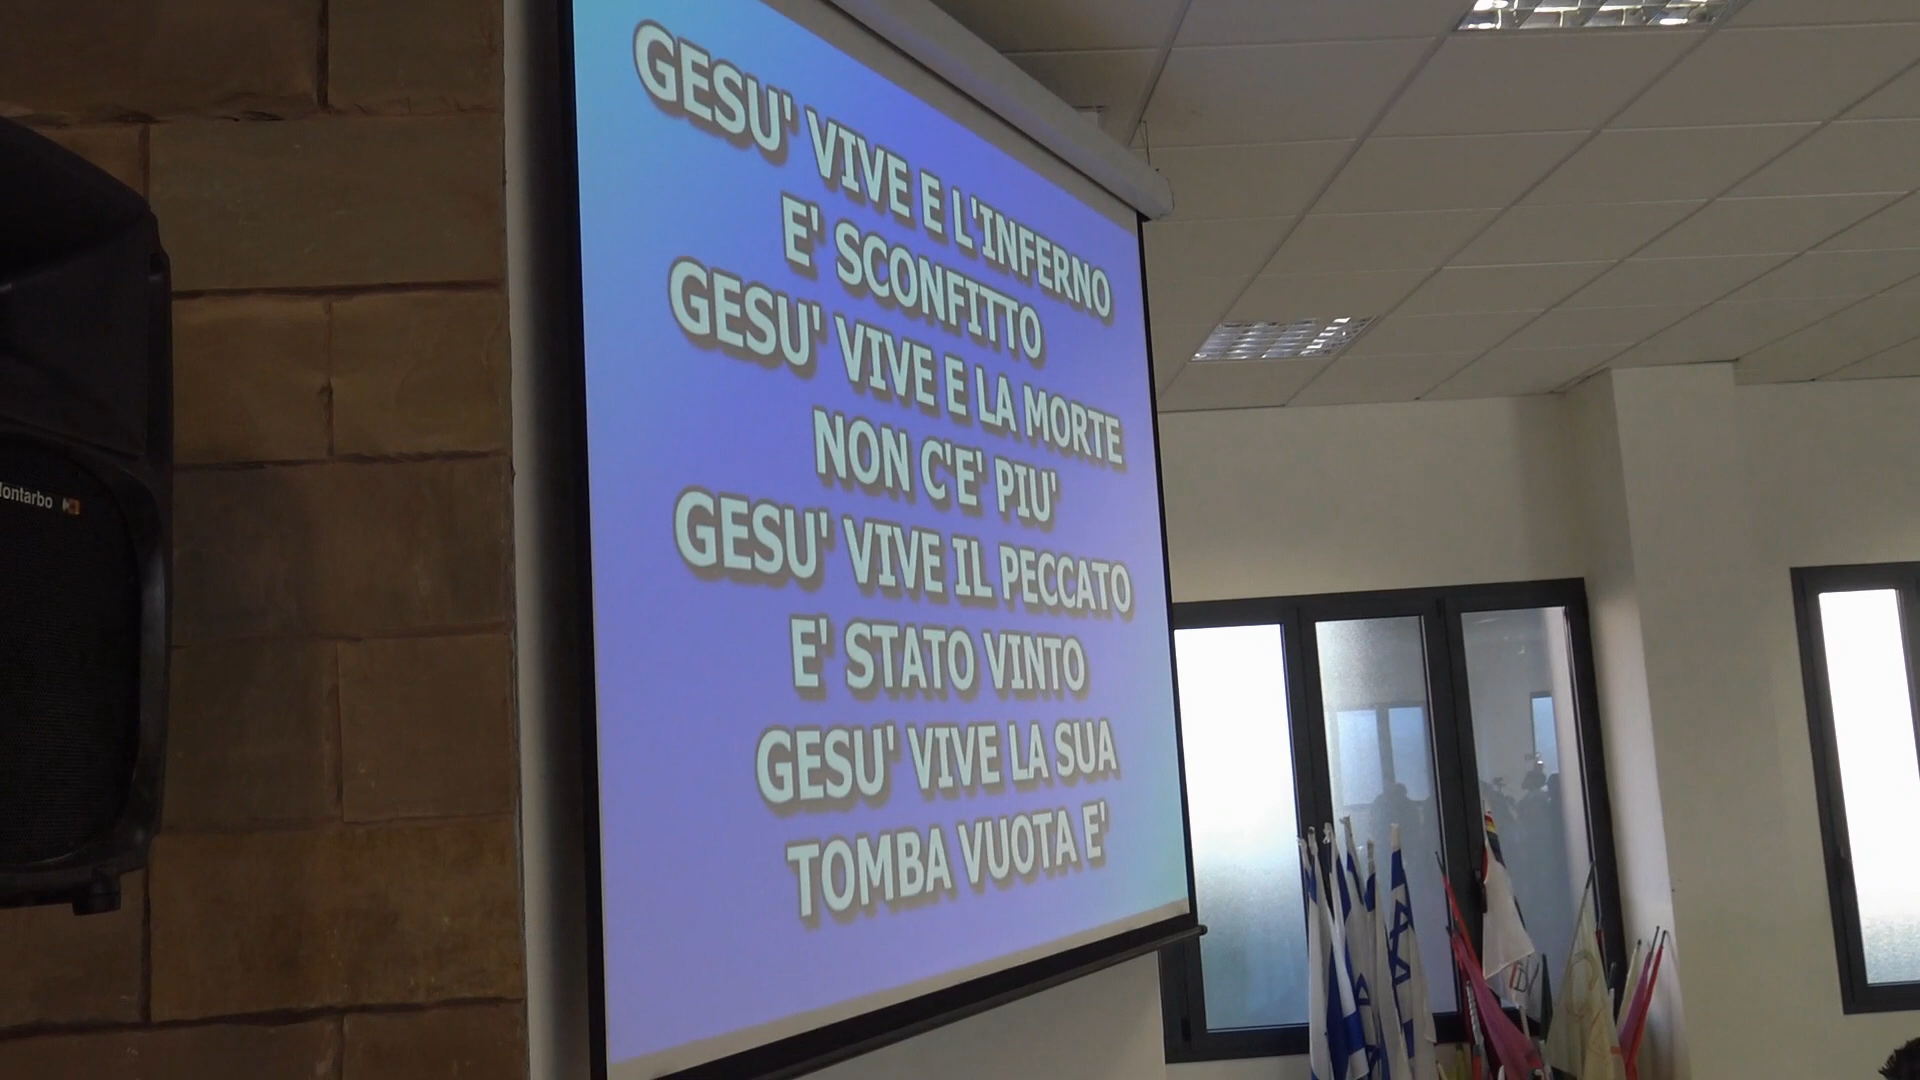 GESU' VIVE E L'INFERNO
E' SCONFITTO
GESU' VIVE E LA MORTE
NON C'E' PIU'
GESU' VIVE IL PECCATO
E' STATO VINTO
GESU' VIVE LA SUA
TOMBA VUOTA E'